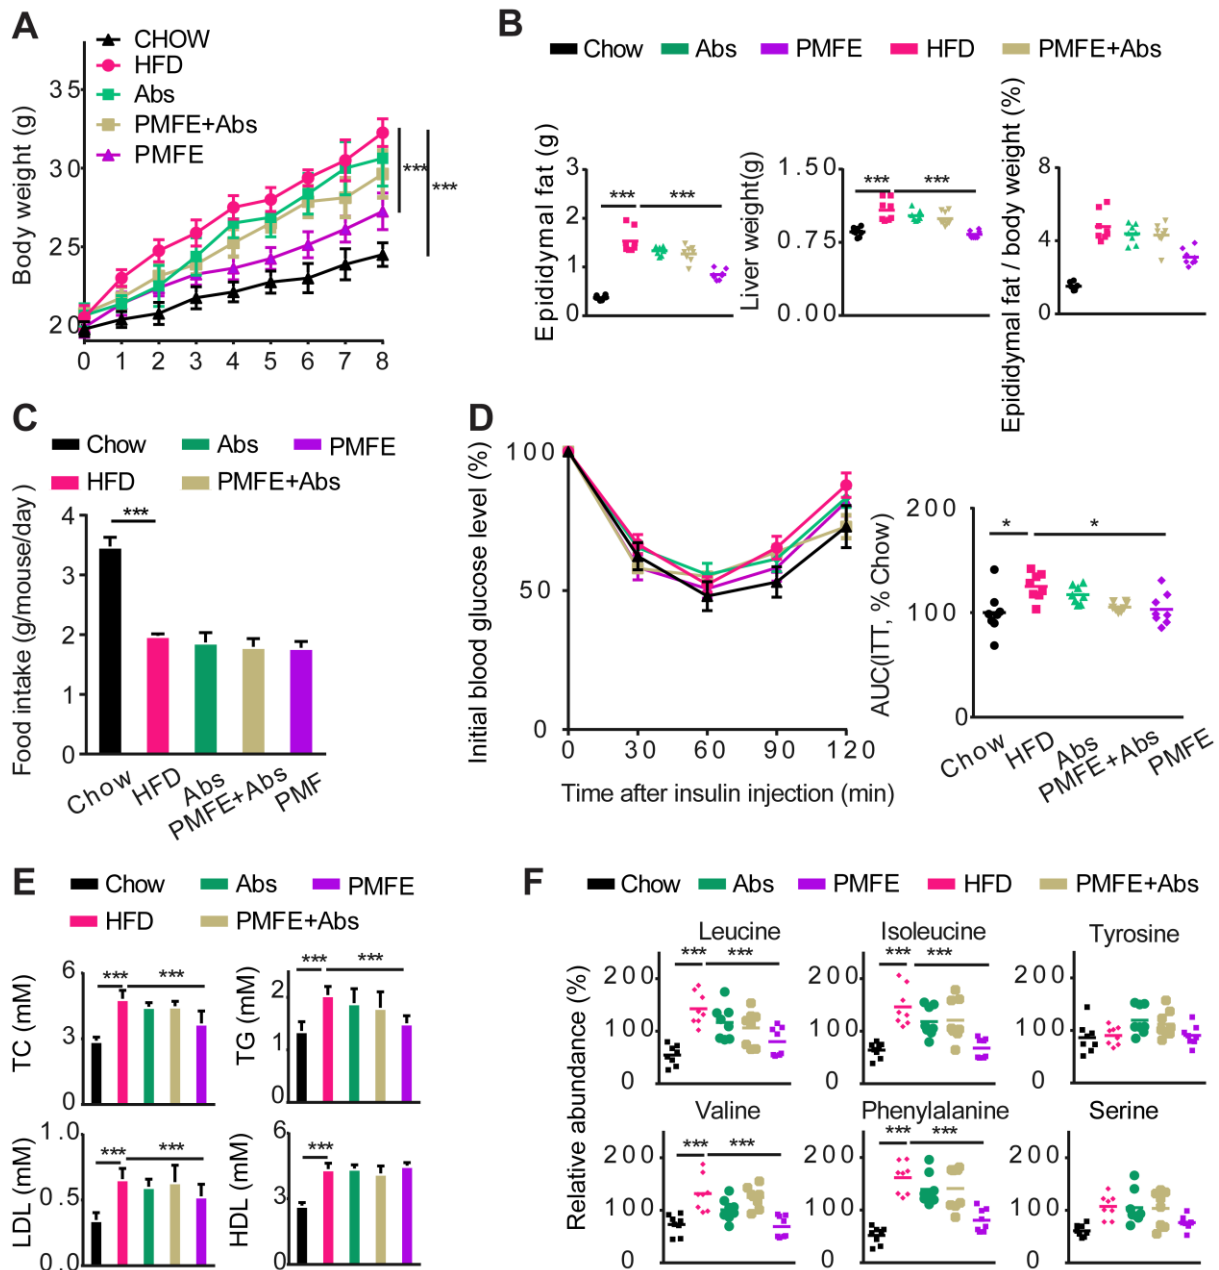 A
CHOW
HFD
Abs
PMFE+Abs
PMFE
Body weight (g)
35
30
25
20
0 1 2 3 4 5 6 7 8
***
***
B
Chow Abs PMFE HFD PMFE+Abs
Epididymal fat (g)
3
2
1
0
*** ***
Liver weight(g)
1.50
0.75
0.00
*** ***
Epididymal fat / body weight (%)
8
4
0
C
Chow Abs PMFE
HFD PMFE+Abs
Food intake (g/mouse/day)
4
3
2
1
0
***
Chow HFD Abs PMFE+Abs PMF
D
Initial blood glucose level (%)
100
50
0
0 30 60 90 120
Time after insulin injection (min)
AUC(ITT, % Chow)
200
100
0
* *
Chow HFD Abs PMFE+Abs PMFE
E
Chow Abs PMFE
HFD PMFE+Abs
TC (mM)
6
3
0
*** ***
TG (mM)
2
1
0
*** ***
LDL (mM)
1.0
0.5
0.0
*** ***
HDL (mM)
6
3
0
***
F
Chow Abs PMFE HFD PMFE+Abs
Relative abundance (%)
Leucine
200
100
0
*** ***
Isoleucine
200
100
0
*** ***
Tyrosine
200
100
0
Valine
200
100
0
*** ***
Phenylalanine
200
100
0
*** ***
Serine
200
100
0